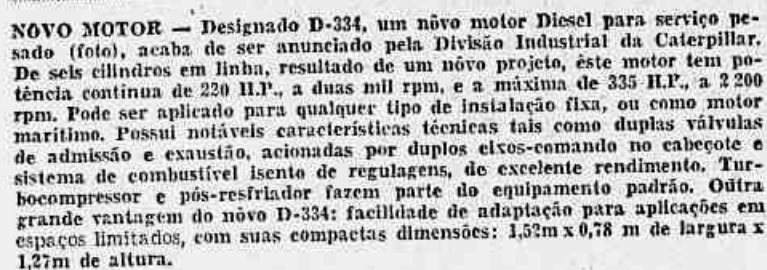 NÔVO MOTOR — Designado D-334, um nôvo motor Diesel para serviço pe-
sado (foto), acaba de ser anunciado pela Divisão Industrial da Caterpillar.
De seis cilindros em linha, resultado de um nôvo projeto, êste motor tem po-
tência contínua de 220 H.P., a duas mil rpm, e a máxima de 335 H.P., a 2 200
rpm. Pode ser aplicado para qualquer tipo de instalação fixa, ou como motor
marítimo. Possui notáveis características técnicas tais como duplas válvulas
de admissão e exaustão, acionadas por duplos eixos-comando no cabeçote e
sistema de combustível isento de regulagens, de excelente rendimento. Tur-
bocompressor e pós-resfriador fazem parte do equipamento padrão. Oútra
grande vantagem do nôvo D-334: facilidade de adaptação para aplicações em
espaços limitados, com suas compactas dimensões: 1,52m x 0,78 m de largura x
1,27m de altura.